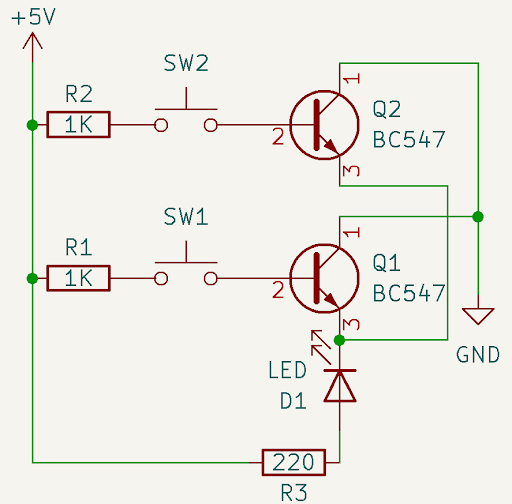 +5V
SW2
R2
1K
1
2
3
Q2
BC547
SW1
R1
1K
1
2
3
Q1
BC547
GND
LED
D1
220
R3